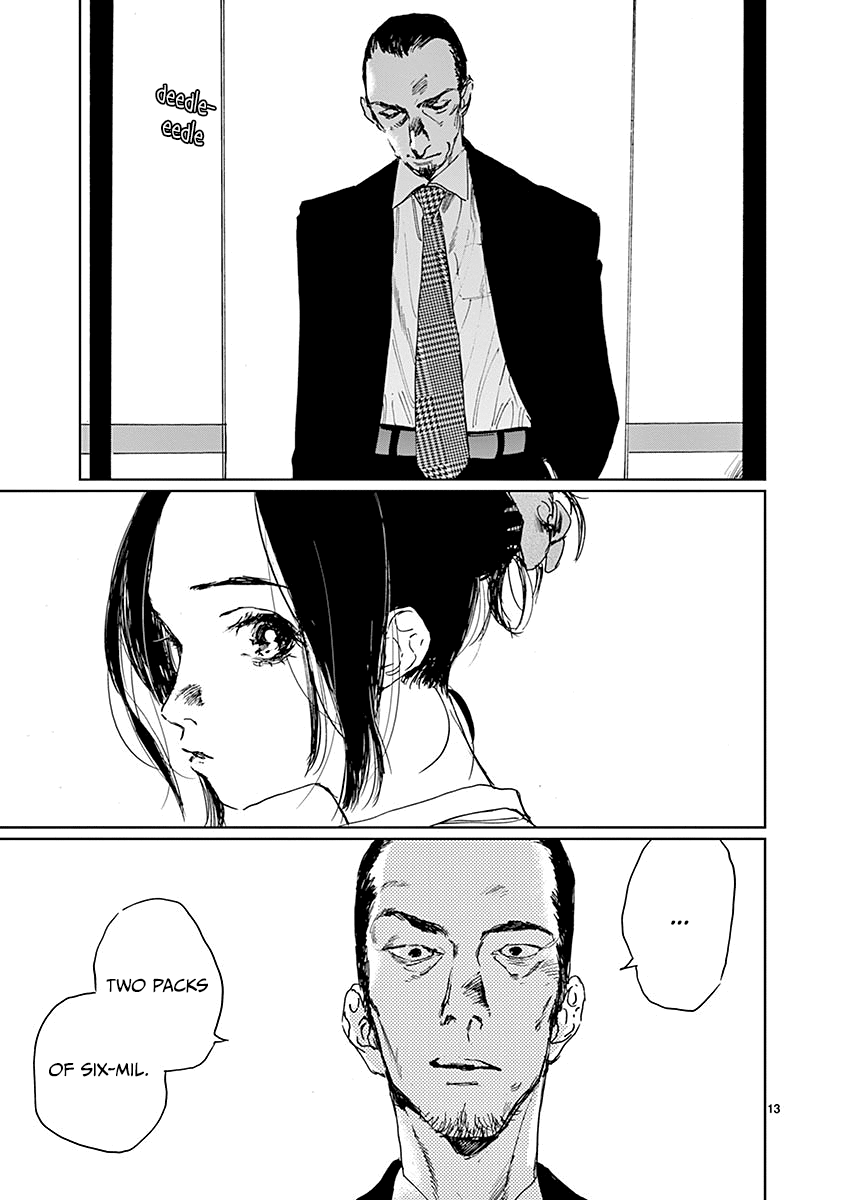 deedle-
eedle
...
TWO PACKS
OF SIX-MIL.
13